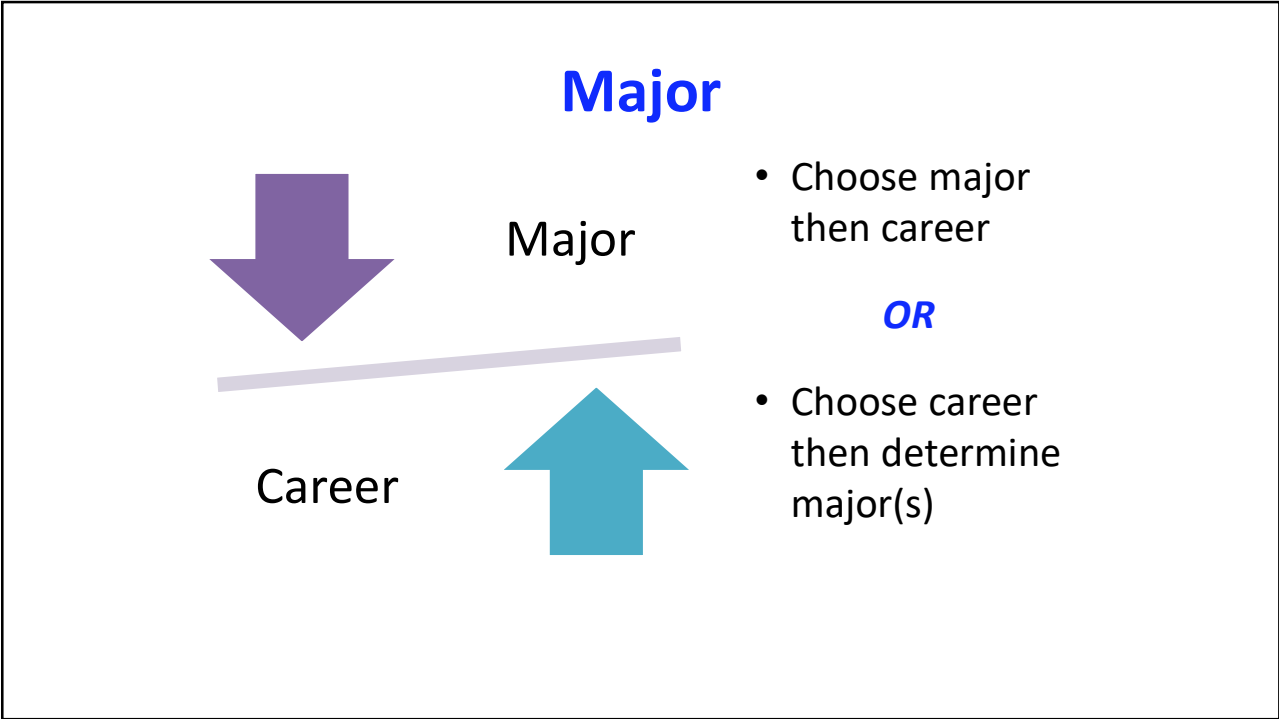 Major
Major
Career
• Choose major
then career
OR
• Choose career
then determine
major(s)